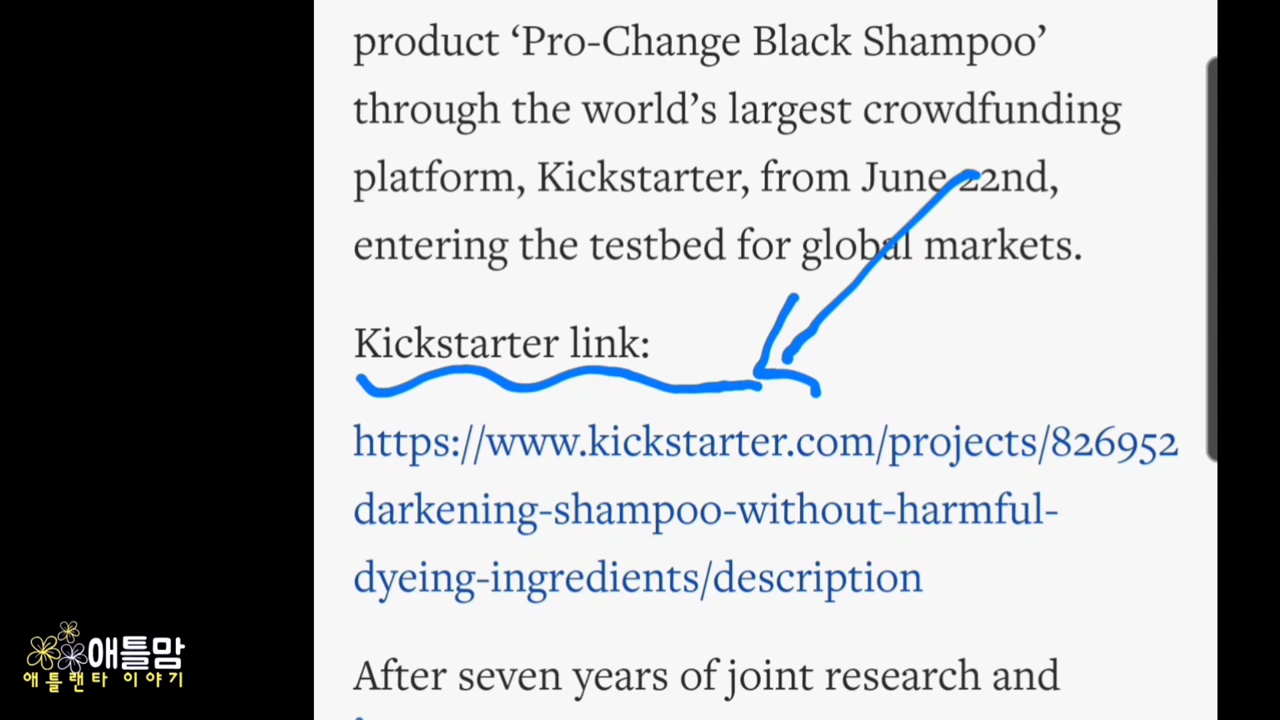 product ‘Pro-Change Black Shampoo’
through the world’s largest crowdfunding
platform, Kickstarter, from June 22nd,
entering the testbed for global markets.
Kickstarter link:
https://www.kickstarter.com/projects/826952
darkening-shampoo-without-harmful-
dyeing-ingredients/description
After seven years of joint research and
애틀맘
애틀랜타 이야기